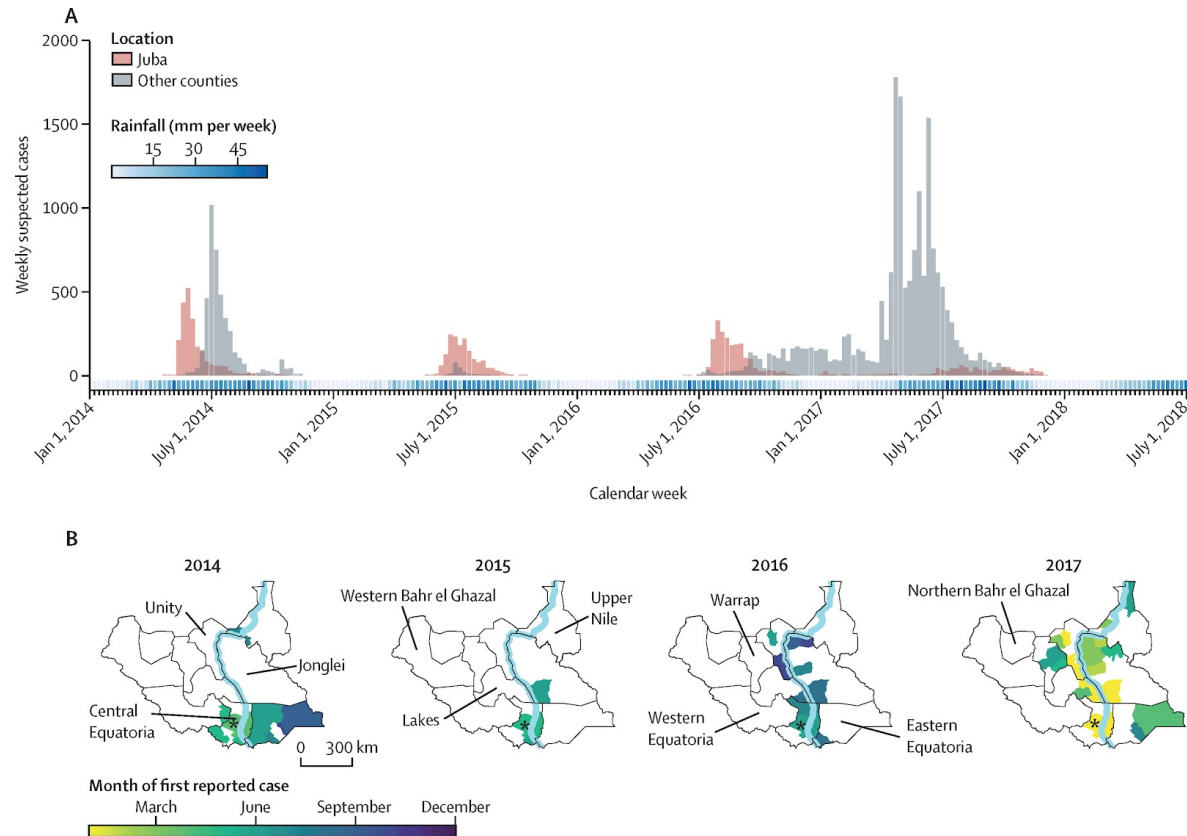 A
Location
Juba
Other counties
Rainfall (mm per week)
15 30 45
Weekly suspected cases
2000
1500
1000
500
0
Jan 1, 2014
July 1, 2014
Jan 1, 2015
July 1, 2015
Jan 1, 2016
July 1, 2016
Jan 1, 2017
July 1, 2017
Jan 1, 2018
July 1, 2018
Calendar week
B
2014
Unity
Jonglei
Central
Equatoria
*
0 300 km
2015
Western Bahr el Ghazal
Upper
Nile
Lakes
*
2016
Warrap
Western
Equatoria
Eastern
Equatoria
*
2017
Northern Bahr el Ghazal
*
Month of first reported case
March June September December